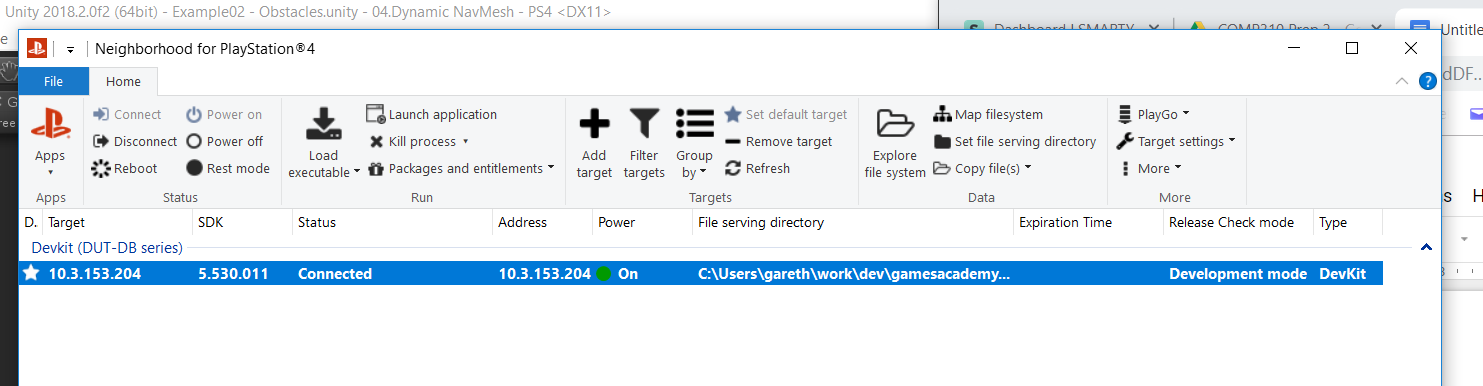 Unity 2018.2.0f2 (64bit) - Example02 - Obstacles.unity - 04.Dynamic NavMesh - PS4 <DX11>
Dashboard | SMARTY
COMP310 Prep 2
Untitle
Neighborhood for PlayStation®4
File Home
dDF...
Apps
Connect Power on
Disconnect Power off
Reboot Rest mode
Load executable
Launch application
Kill process
Packages and entitlements
Add target
Filter targets
Group by
Set default target
Remove target
Refresh
Explore file system
Map filesystem
Set file serving directory
Copy file(s)
PlayGo
Target settings
More
Apps Status Run Targets Data More
D. Target SDK Status Address Power File serving directory Expiration Time Release Check mode Type
Devkit (DUT-DB series)
10.3.153.204 5.530.011 Connected 10.3.153.204 On C:\Users\gareth\work\dev\gamesacademy... Development mode DevKit